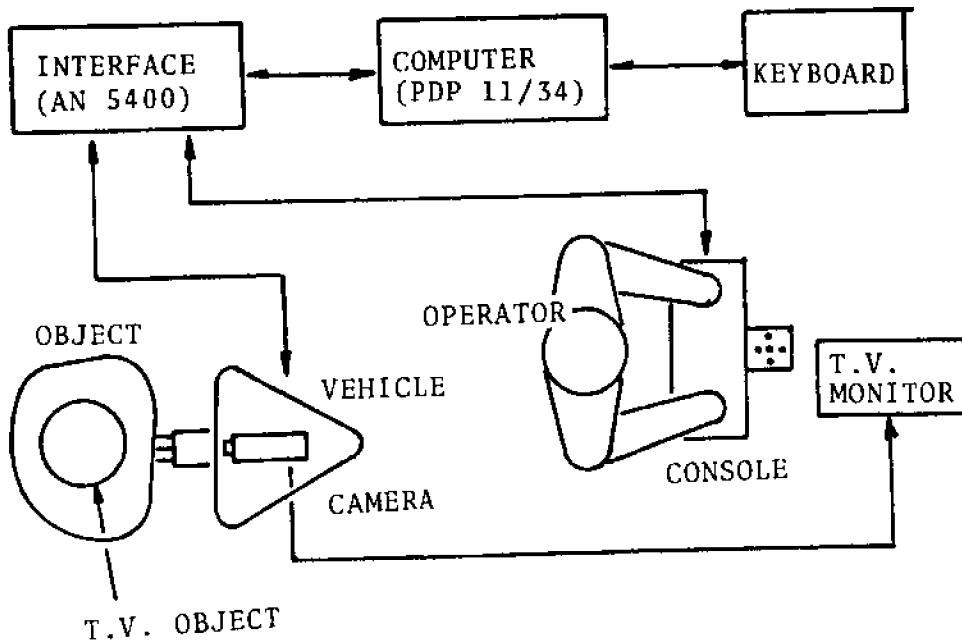 INTERFACE
(AN 5400)
COMPUTER
(PDP 11/34)
KEYBOARD
OPERATOR
OBJECT
VEHICLE
T.V.
MONITOR
CONSOLE
CAMERA
T.V. OBJECT